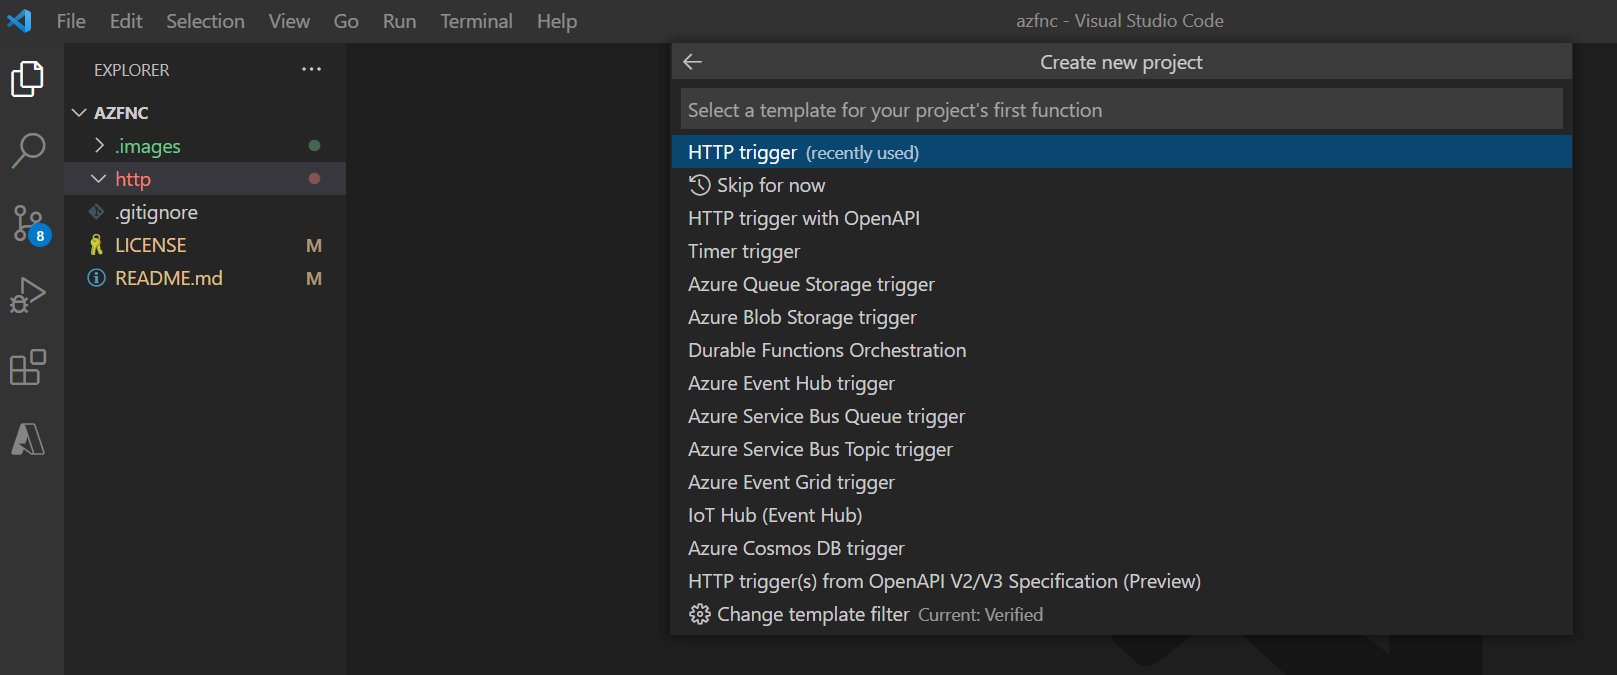 File Edit Selection View Go Run Terminal Help
azfnc - Visual Studio Code
EXPLORER
AZFNC
.images
http
.gitignore
LICENSE M
README.md M
8
Create new project
Select a template for your project's first function
HTTP trigger (recently used)
Skip for now
HTTP trigger with OpenAPI
Timer trigger
Azure Queue Storage trigger
Azure Blob Storage trigger
Durable Functions Orchestration
Azure Event Hub trigger
Azure Service Bus Queue trigger
Azure Service Bus Topic trigger
Azure Event Grid trigger
IoT Hub (Event Hub)
Azure Cosmos DB trigger
HTTP trigger(s) from OpenAPI V2/V3 Specification (Preview)
Change template filter Current: Verified